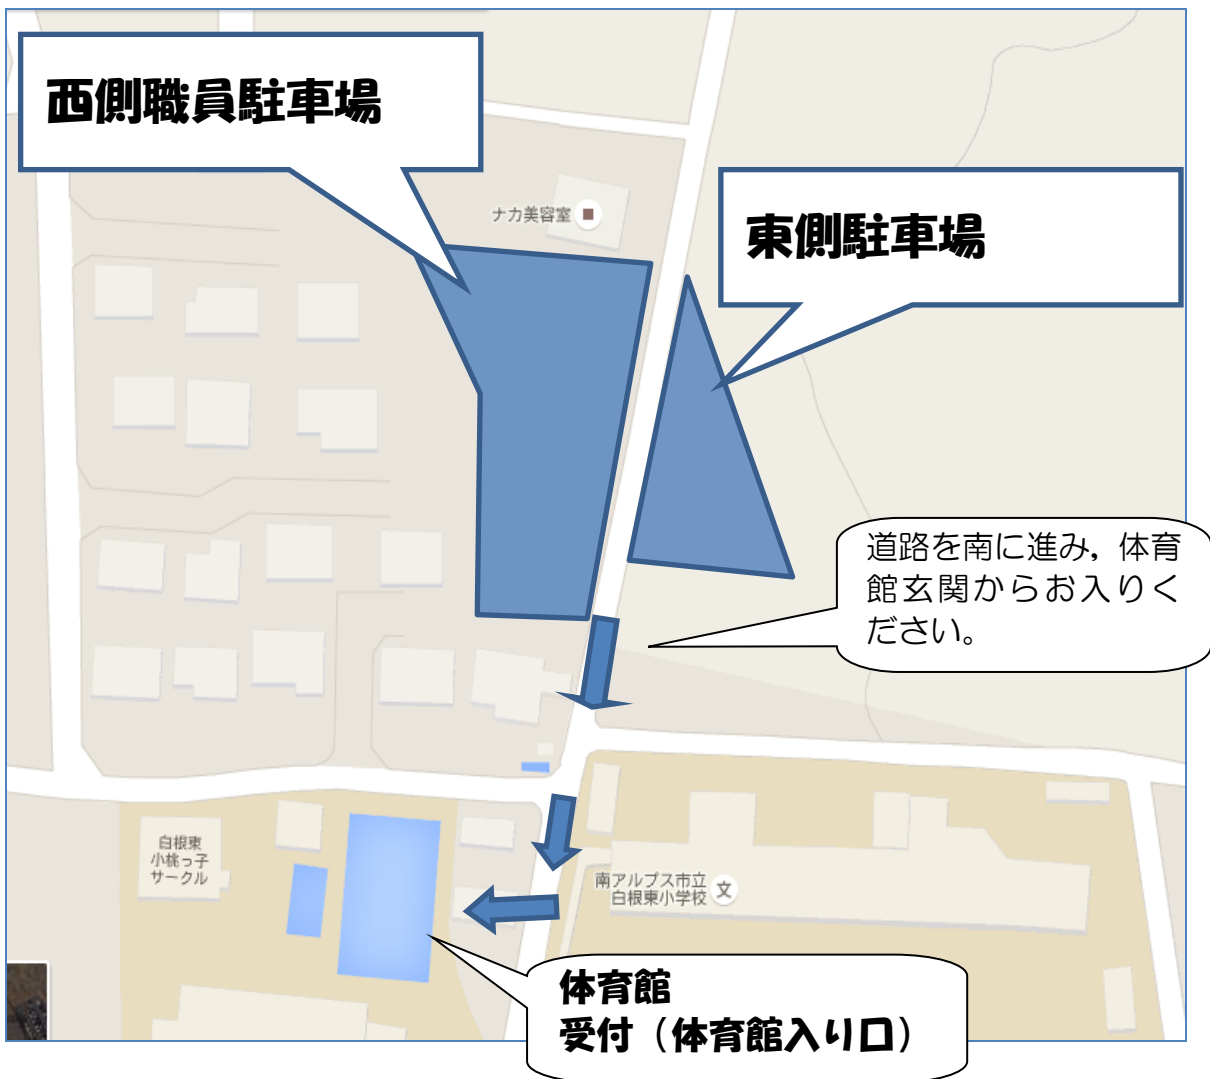 西側職員駐車場
ナカ美容室
東側駐車場
道路を南に進み，体育
館玄関からお入りく
ださい。
白根東
小桃っ子
サークル
南アルプス市立
白根東小学校
文
体育館
受付（体育館入り口）